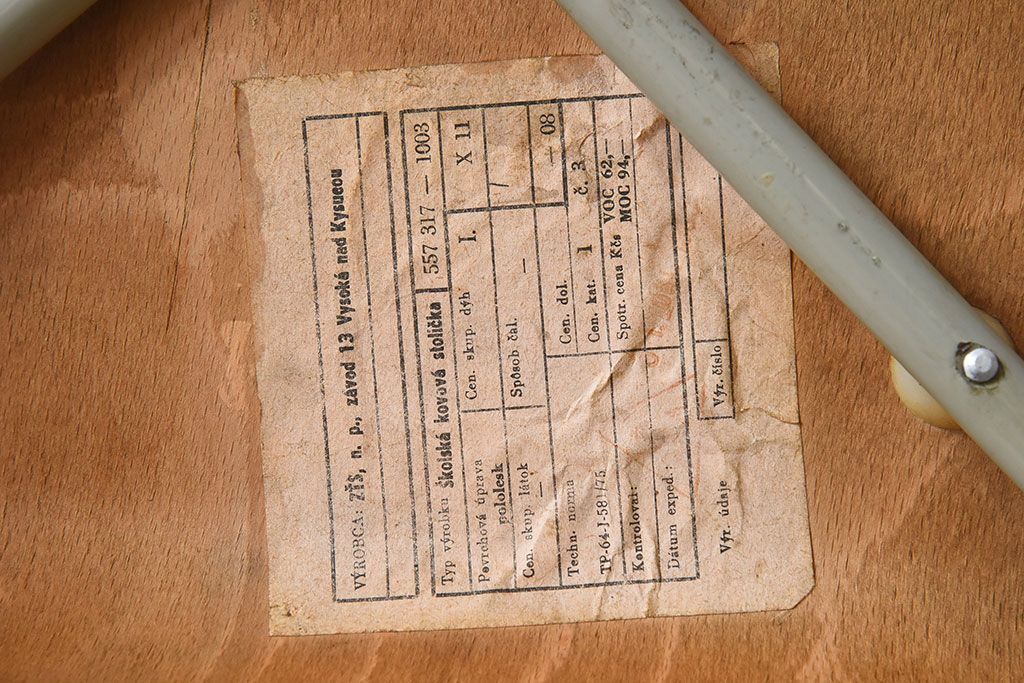 VÝROBCA: ZŤS, n. p., závod 13 Vysoká nad Kysucou
Typ výrobku Školská kovová stolička 557 317 — 1003
Povrchová úprava Cen. skup. dýh I. X 11
pololesk
Cen. skup. látok Spôsob čal. — /
—
— 08
Techn. norma Cen. dol.
TP-64-J-581/75 Cen. kat. 1 č. 3
Kontroloval: Spotr. cena Kčs VOC 62,—
MOC 94,—
Dátum exped.:
Výr. údaje Výr. číslo